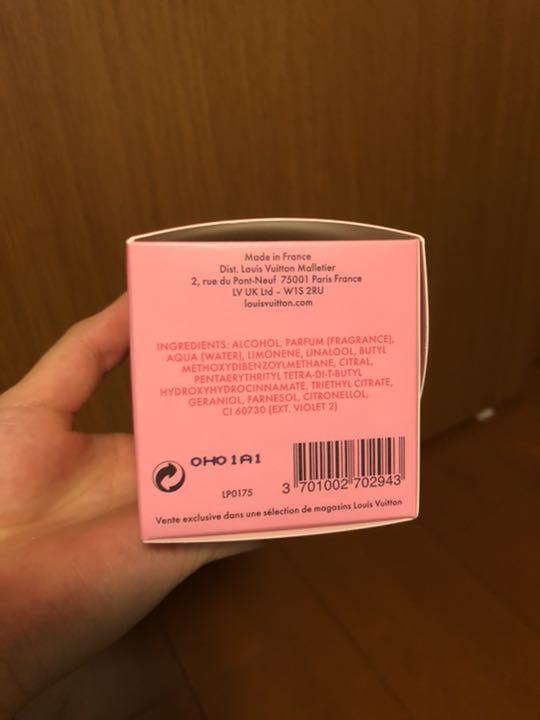 Made in France
Dist. Louis Vuitton Malletier
2, rue du Pont-Neuf 75001 Paris France
LV UK Ltd - W1S 2RU
louisvuitton.com
INGREDIENTS: ALCOHOL, PARFUM (FRAGRANCE),
AQUA (WATER), LIMONENE, LINALOOL, BUTYL
METHOXYDIBENZOYLMETHANE, CITRAL,
PENTAERYTHRITYL TETRA-DI-T-BUTYL
HYDROXYHYDROCINNAMATE, TRIETHYL CITRATE,
GERANIOL, FARNESOL, CITRONELLOL,
CI 60730 (EXT. VIOLET 2)
OHO1A1
LP0175
3 701002 702943
Vente exclusive dans une sélection de magasins Louis Vuitton